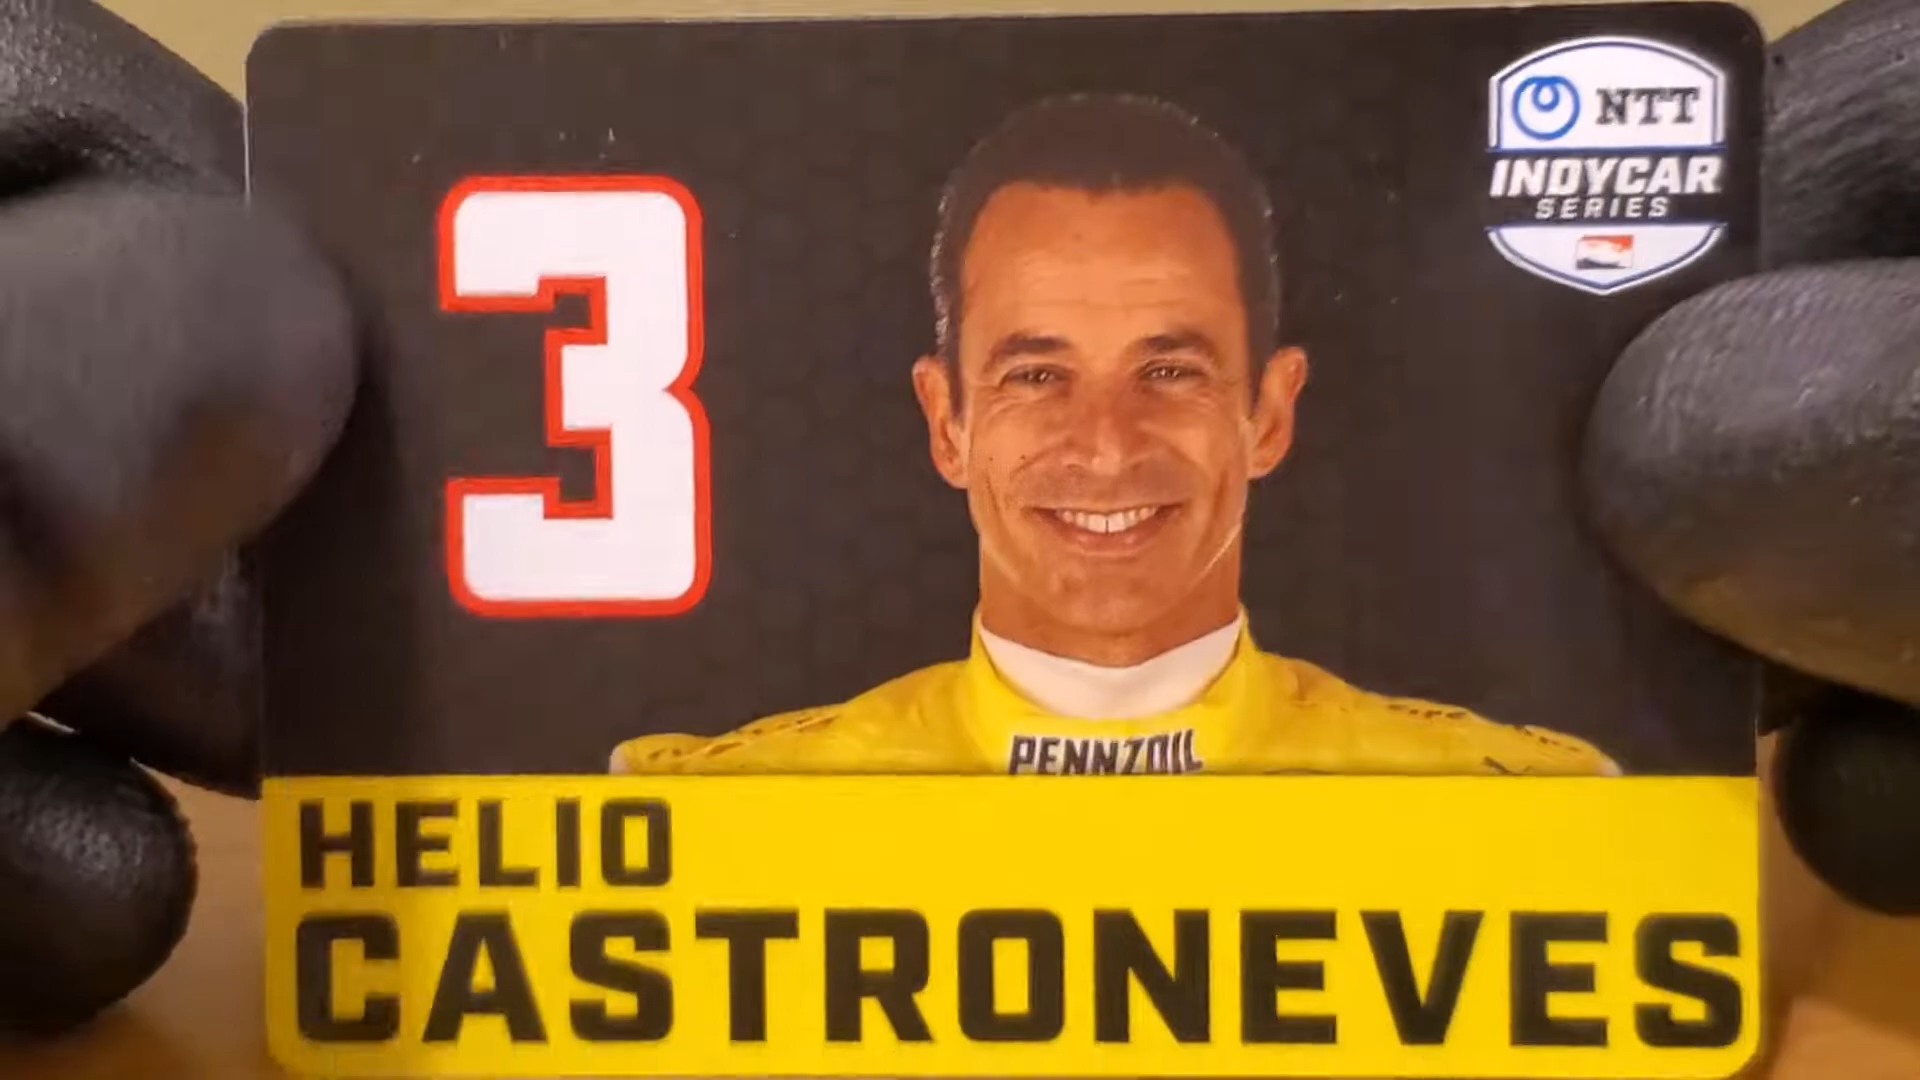 NTT
INDYCAR
SERIES
3
PENNZOIL
HELIO
CASTRONEVES